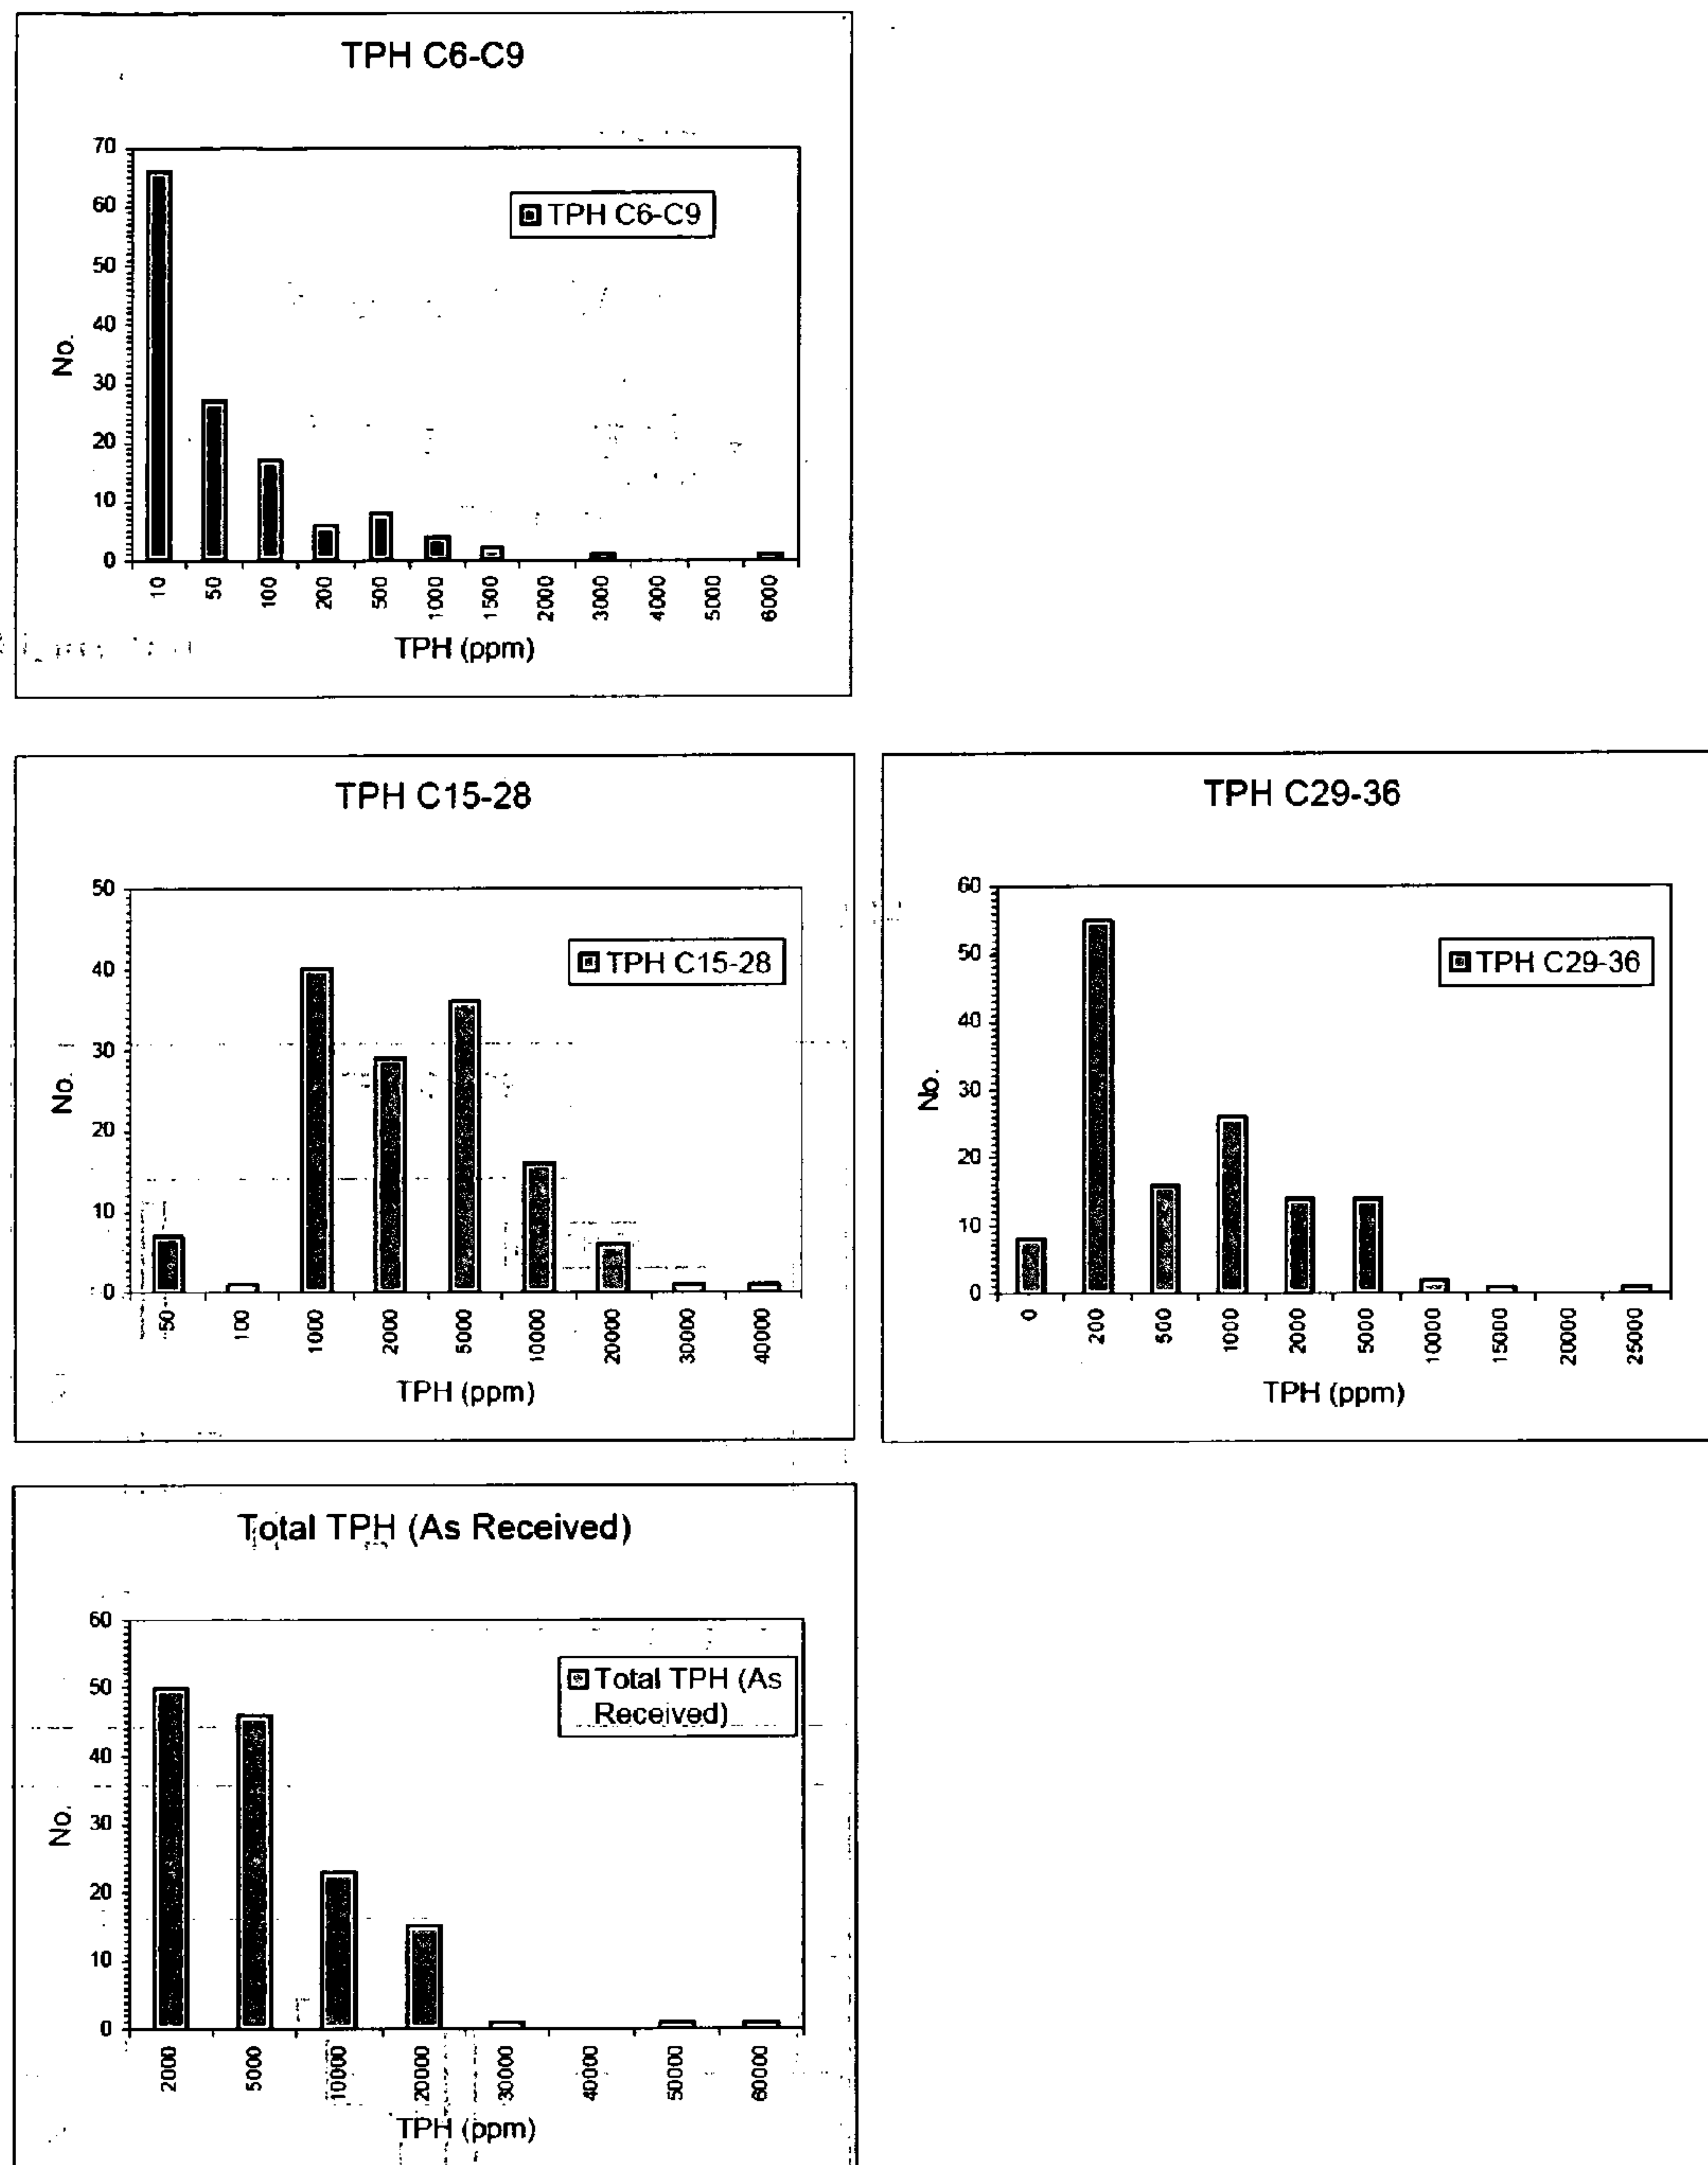 TPH C6-C9
70
60
50
40
30
20
10
0
No.
TPH C6-C9
10 50 100 200 500 1000 1500 2000 3000 4000 5000 6000
TPH (ppm)
TPH C15-28
50
40
30
20
10
0
No.
TPH C15-28
50 100 1000 2000 5000 10000 20000 30000 40000
TPH (ppm)
TPH C29-36
60
50
40
30
20
10
0
No.
TPH C29-36
0 200 500 1000 2000 5000 10000 15000 20000 25000
TPH (ppm)
Total TPH (As Received)
60
50
40
30
20
10
0
No.
Total TPH (As
Received)
2000 5000 10000 20000 30000 40000 50000 60000
TPH (ppm)